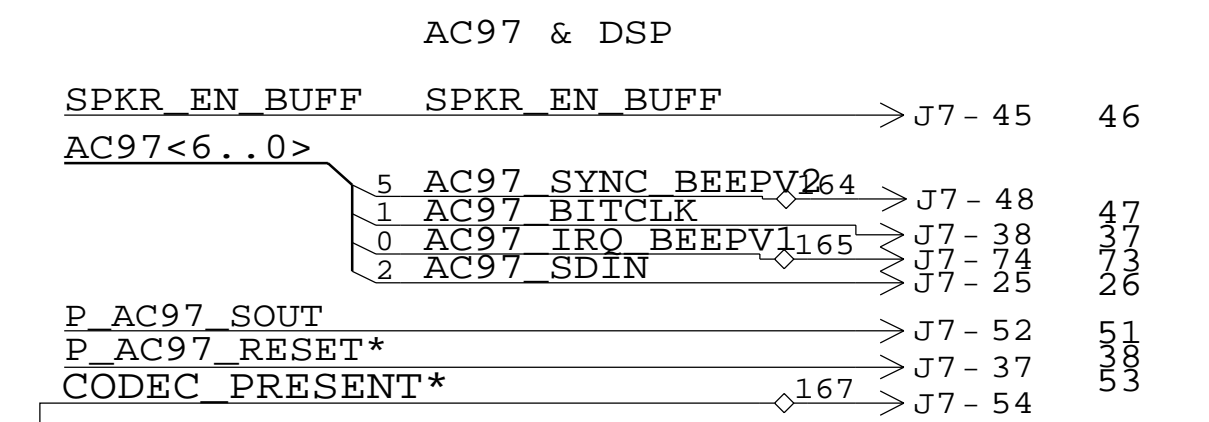 AC97 & DSP
SPKR_EN_BUFF SPKR_EN_BUFF J7-45 46
AC97<6..0>
5 AC97_SYNC_BEEPV2 164 J7-48 47
1 AC97_BITCLK J7-38 37
0 AC97_IRQ_BEEPV1 165 J7-74 73
2 AC97_SDIN J7-25 26
P_AC97_SOUT J7-52 51
P_AC97_RESET* J7-37 38
CODEC_PRESENT* 167 J7-54 53